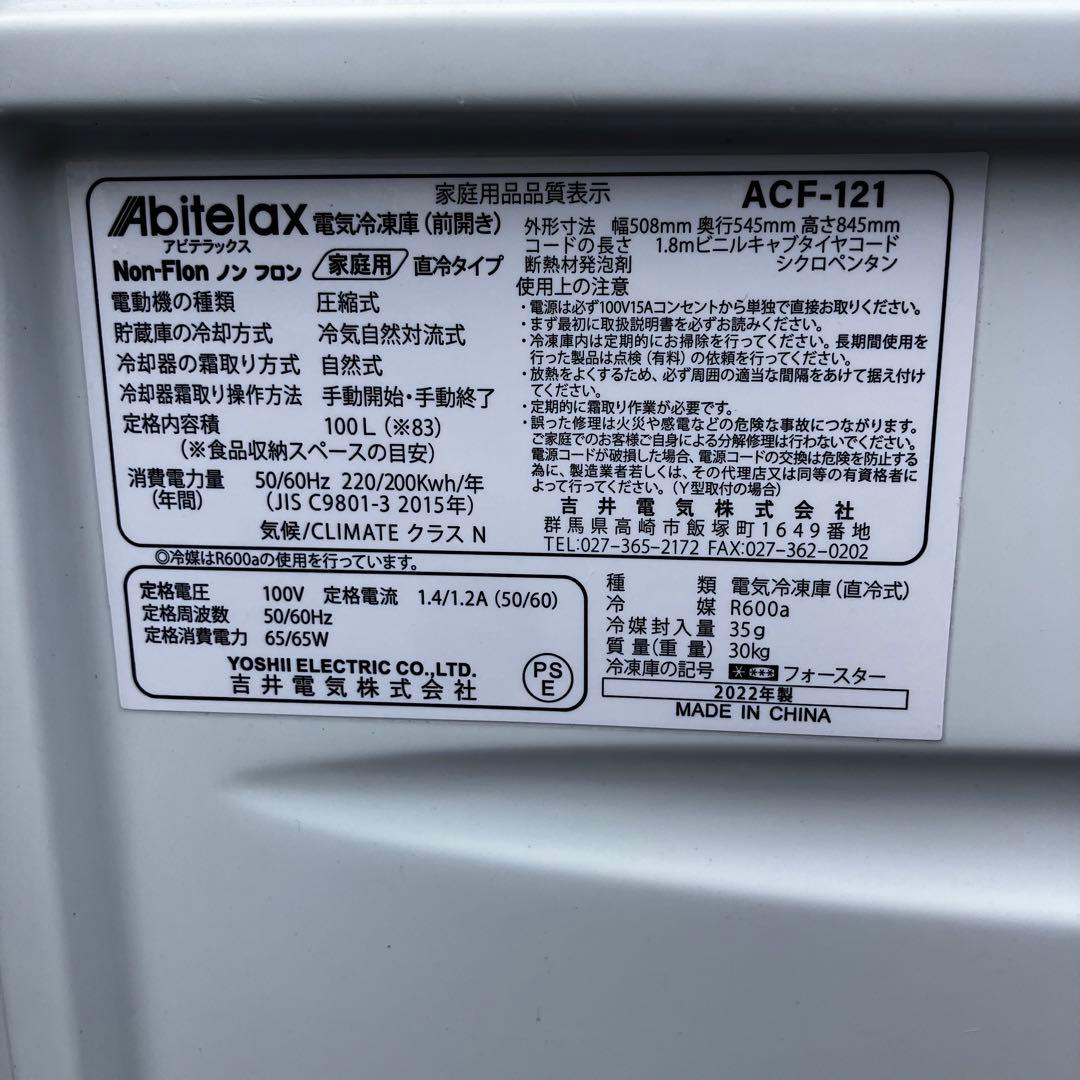 家庭用品品質表示
ACF-121
Abitelax
アビテラックス
電気冷凍庫(前開き)
Non-Flon ノン フロン 家庭用 直冷タイプ
電動機の種類 圧縮式
貯蔵庫の冷却方式 冷気自然対流式
冷却器の霜取り方式 自然式
冷却器霜取り操作方法 手動開始・手動終了
定格内容積 100L (※83)
(※食品収納スペースの目安)
消費電力量 50/60Hz 220/200Kwh/年
(年間) (JIS C9801-3 2015年)
気候/CLIMATE クラス N
外形寸法 幅508mm 奥行545mm 高さ845mm
コードの長さ 1.8mビニルキャブタイヤコード
断熱材発泡剤 シクロペンタン
使用上の注意
・電源は必ず100V15Aコンセントから単独で直接お取りください。
・まず最初に取扱説明書を必ずお読みください。
・冷凍庫内は定期的にお掃除を行ってください。長期間使用を
行った製品は点検(有料)の依頼を行ってください。
・放熱をよくするため、必ず周囲の適当な間隔をあけて据え付け
てください。
・定期的に霜取り作業が必要です。
・誤った修理は火災や感電などの危険な事故につながります。
ご家庭でのお客様ご自身による分解修理は行わないでください。
電源コードが破損した場合、電源コードの交換は危険を防止する
為に、製造業者若しくは、その代理店又は同等の有資格者に
よって行ってください。(Y型取付の場合)
吉井電気株式会社
群馬県高崎市飯塚町1649番地
TEL:027-365-2172 FAX:027-362-0202
◎冷媒はR600aの使用を行っています。
定格電圧 100V 定格電流 1.4/1.2A (50/60)
定格周波数 50/60Hz
定格消費電力 65/65W
YOSHII ELECTRIC CO.,LTD.
吉井電気株式会社
PS
E
種類 電気冷凍庫(直冷式)
冷媒 R600a
冷媒封入量 35g
質量(重量) 30kg
冷凍庫の記号 フォースター
2022年製
MADE IN CHINA